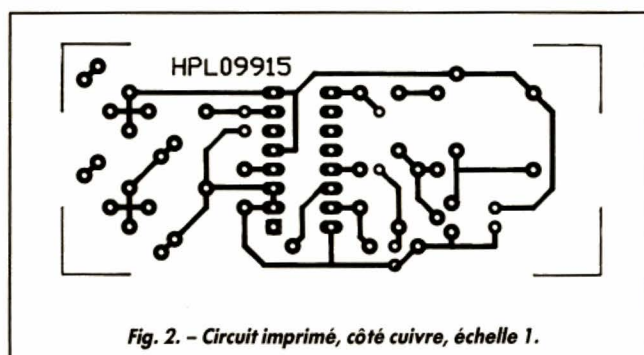 HPL09915
Fig. 2. – Circuit imprimé, côté cuivre, échelle 1.